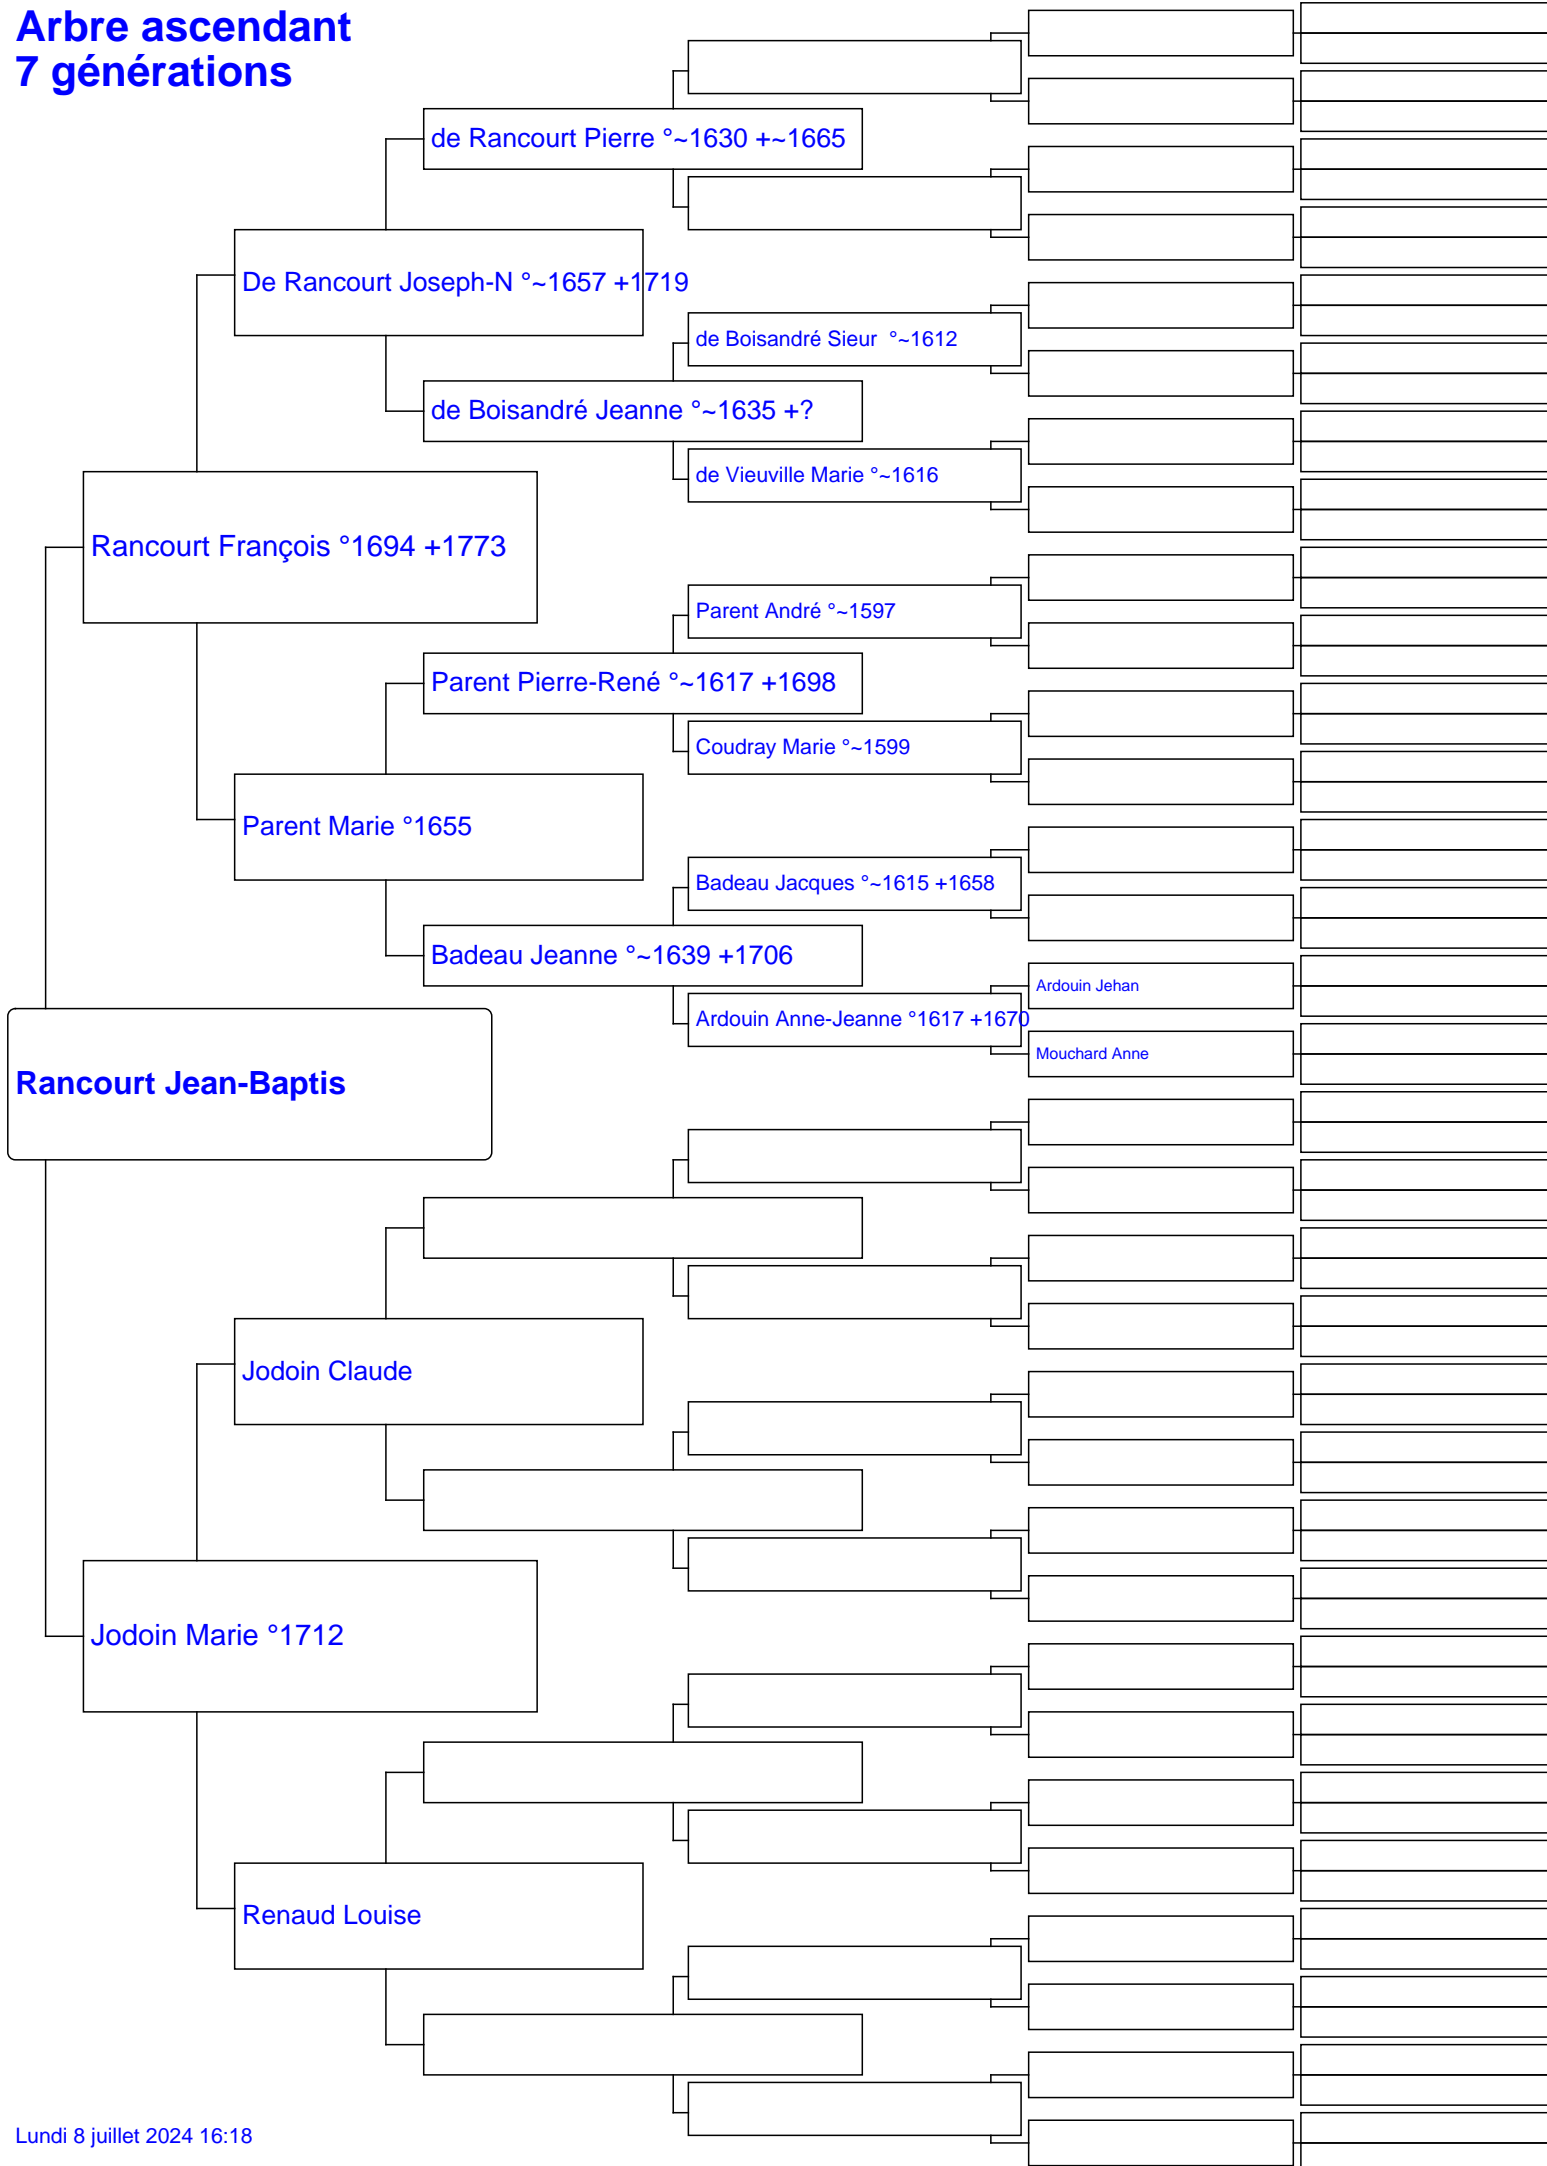 Arbre ascendant
7 générations
de Rancourt Pierre °~1630 +~1665
De Rancourt Joseph-N °~1657 +1719
de Boisandré Sieur  °~1612
de Boisandré Jeanne °~1635 +?
de Vieuville Marie °~1616
Rancourt François °1694 +1773
Parent André °~1597
Parent Pierre-René °~1617 +1698
Coudray Marie °~1599
Parent Marie °1655
Badeau Jacques °~1615 +1658
Badeau Jeanne °~1639 +1706
Ardouin Jehan
Ardouin Anne-Jeanne °1617 +1670
Mouchard Anne
Rancourt Jean-Baptis
Jodoin Claude
Jodoin Marie °1712
Renaud Louise
Lundi 8 juillet 2024 16:18